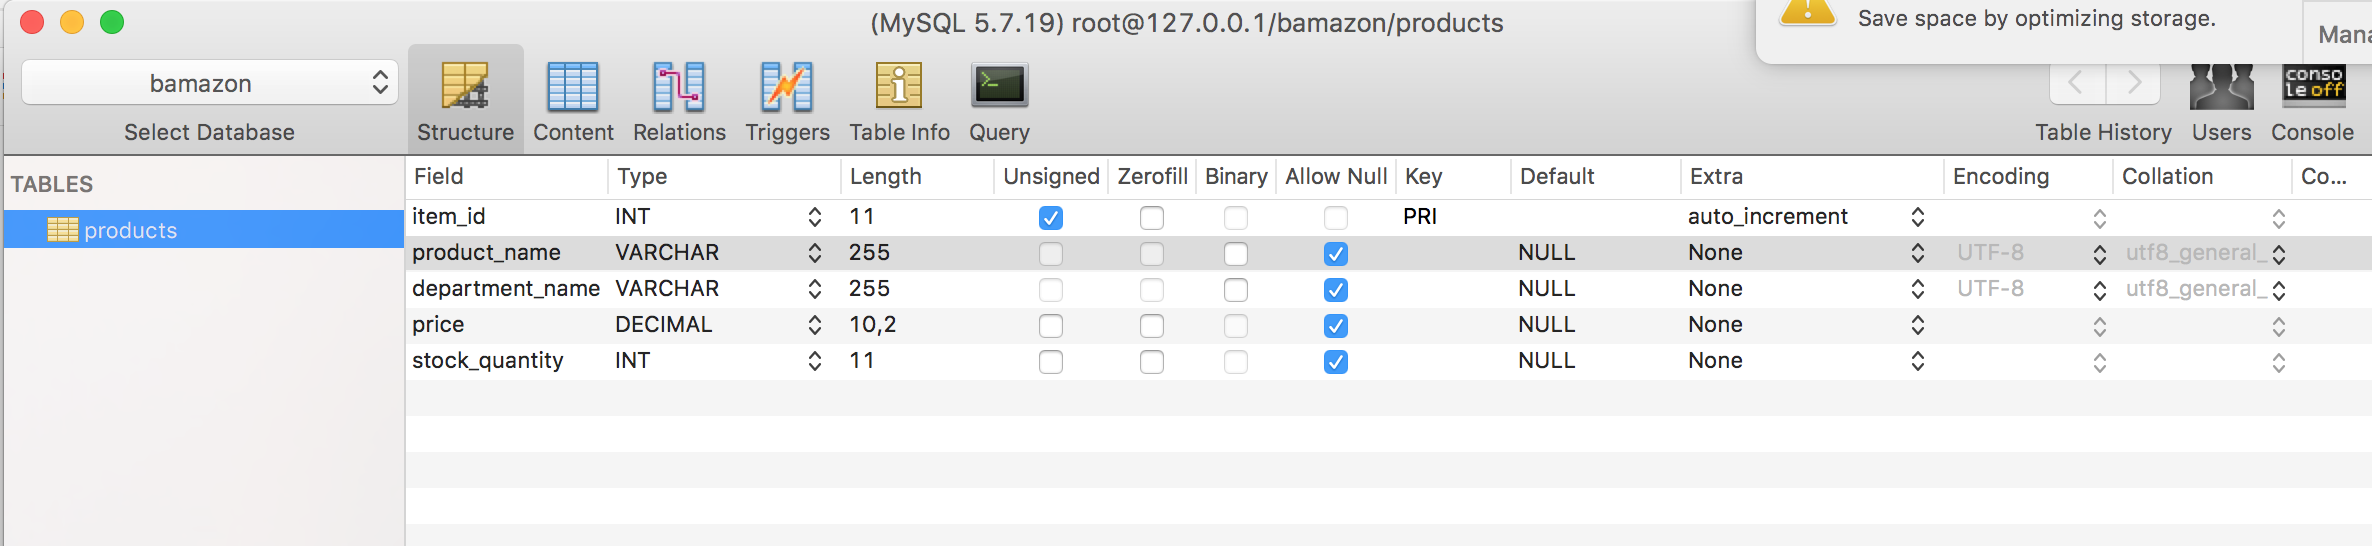 (MySQL 5.7.19) root@127.0.0.1/bamazon/products
Save space by optimizing storage.
bamazon
Select Database
Structure Content Relations Triggers Table Info Query
conso
le off
Table History Users Console
TABLES
products
Field Type Length Unsigned Zerofill Binary Allow Null Key Default Extra Encoding Collation Co...
item_id INT 11 PRI auto_increment
product_name VARCHAR 255 NULL None UTF-8 utf8_general_
department_name VARCHAR 255 NULL None UTF-8 utf8_general_
price DECIMAL 10,2 NULL None
stock_quantity INT 11 NULL None